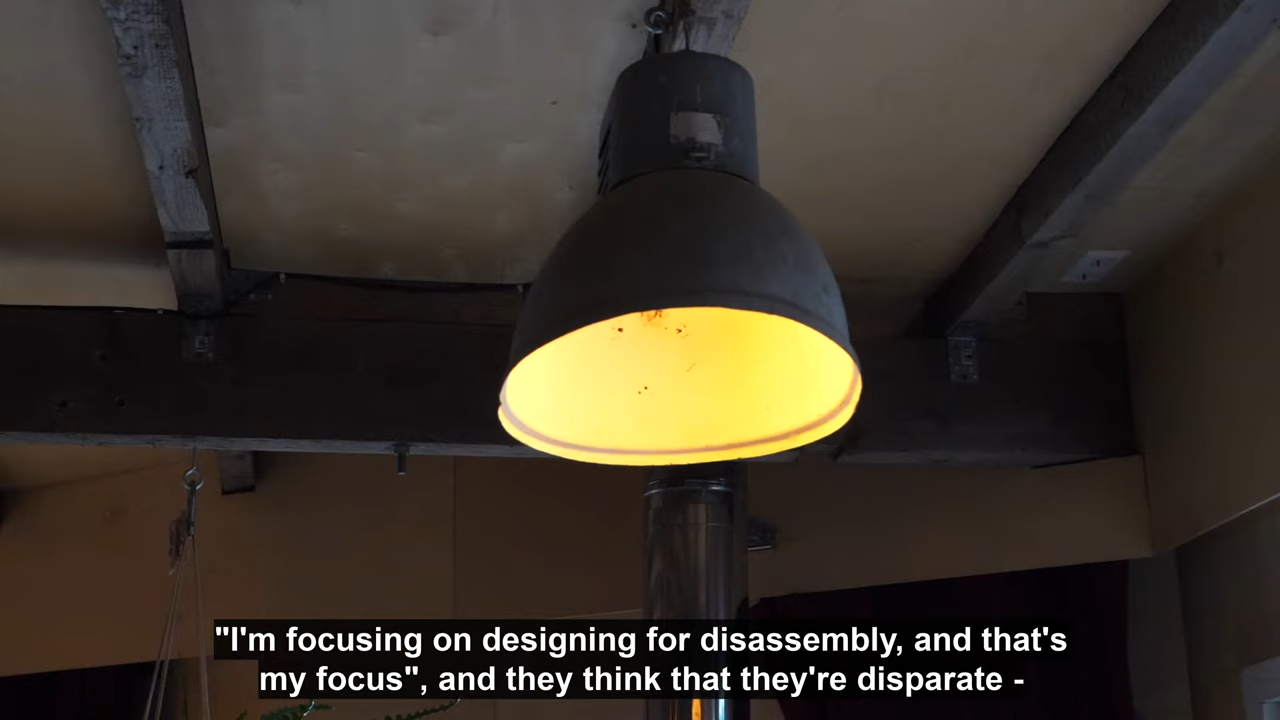 "I'm focusing on designing for disassembly, and that's
my focus", and they think that they're disparate -